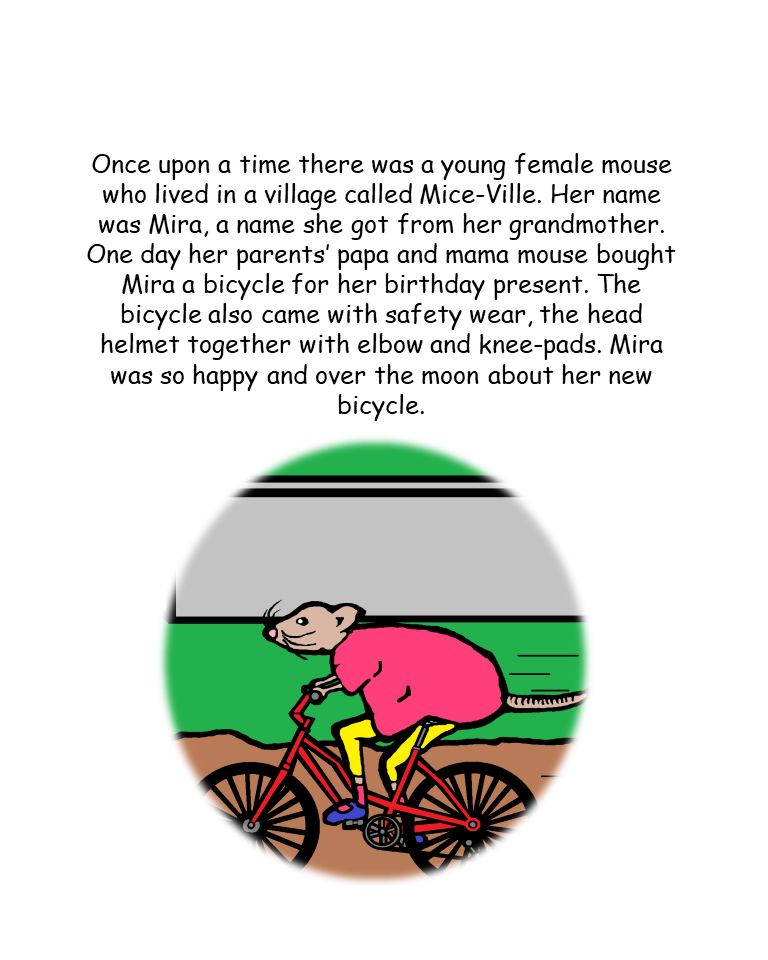 Once upon a time there was a young female mouse
who lived in a village called Mice-Ville. Her name
was Mira, a name she got from her grandmother.
One day her parents’ papa and mama mouse bought
Mira a bicycle for her birthday present. The
bicycle also came with safety wear, the head
helmet together with elbow and knee-pads. Mira
was so happy and over the moon about her new
bicycle.